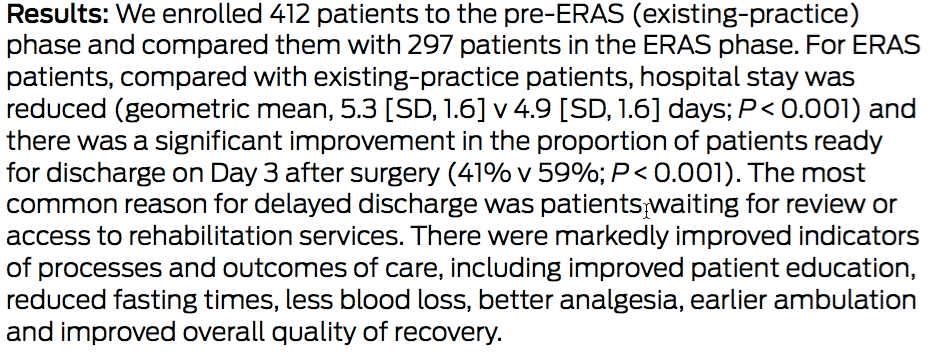 Results: We enrolled 412 patients to the pre-ERAS (existing-practice)
phase and compared them with 297 patients in the ERAS phase. For ERAS
patients, compared with existing-practice patients, hospital stay was
reduced (geometric mean, 5.3 [SD, 1.6] v 4.9 [SD, 1.6] days; P < 0.001) and
there was a significant improvement in the proportion of patients ready
for discharge on Day 3 after surgery (41% v 59%; P < 0.001). The most
common reason for delayed discharge was patients waiting for review or
access to rehabilitation services. There were markedly improved indicators
of processes and outcomes of care, including improved patient education,
reduced fasting times, less blood loss, better analgesia, earlier ambulation
and improved overall quality of recovery.